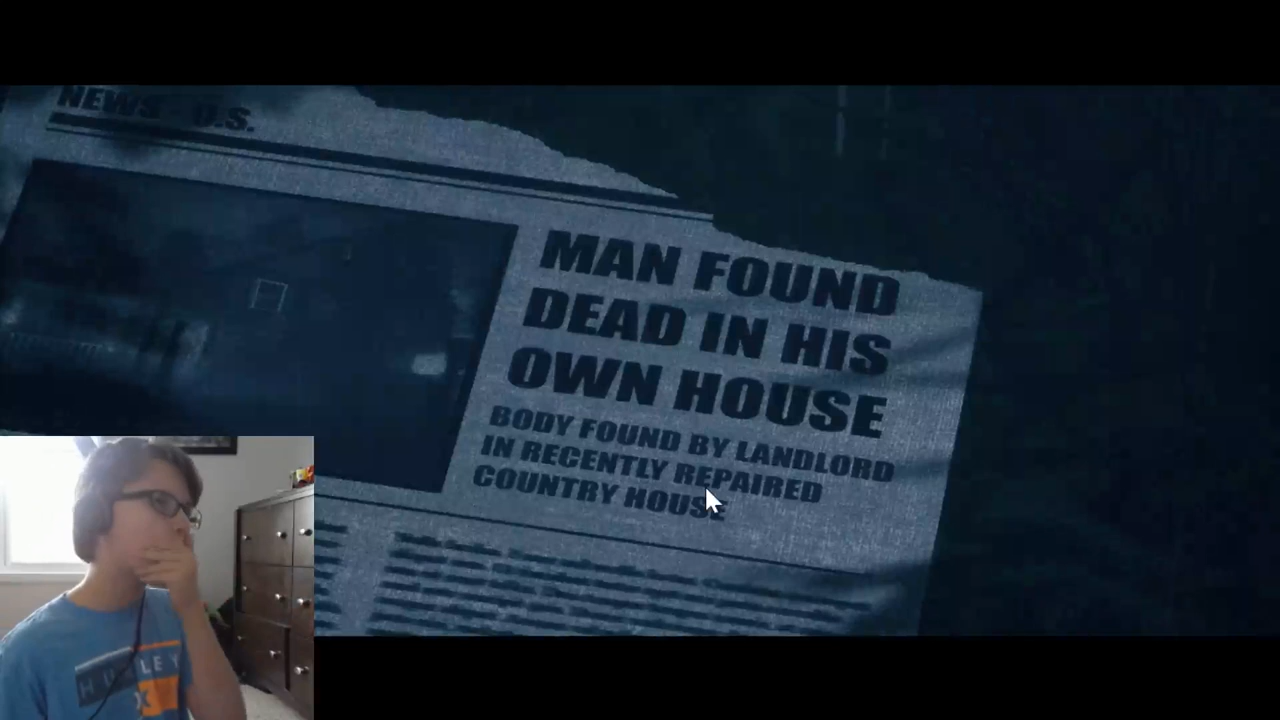 NEWS - U.S.
MAN FOUND
DEAD IN HIS
OWN HOUSE
BODY FOUND BY LANDLORD
IN RECENTLY REPAIRED
COUNTRY HOUSE
HURLEY